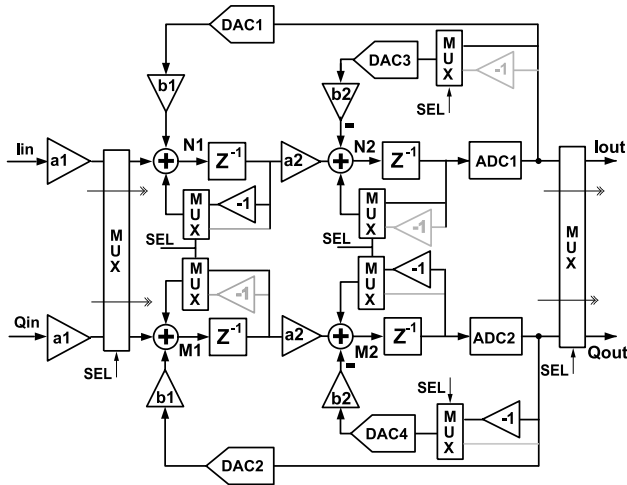 DAC1
DAC3
MUX
-1
b1
b2
SEL
-
Iin
a1
N1
Z-1
a2
N2
Z-1
ADC1
Iout
MUX
MUX
-1
MUX
-1
MUX
SEL
SEL
MUX
-1
MUX
-1
Qin
a1
M1
Z-1
a2
M2
Z-1
ADC2
Qout
SEL
-
SEL
SEL
b1
b2
DAC4
MUX
-1
DAC2